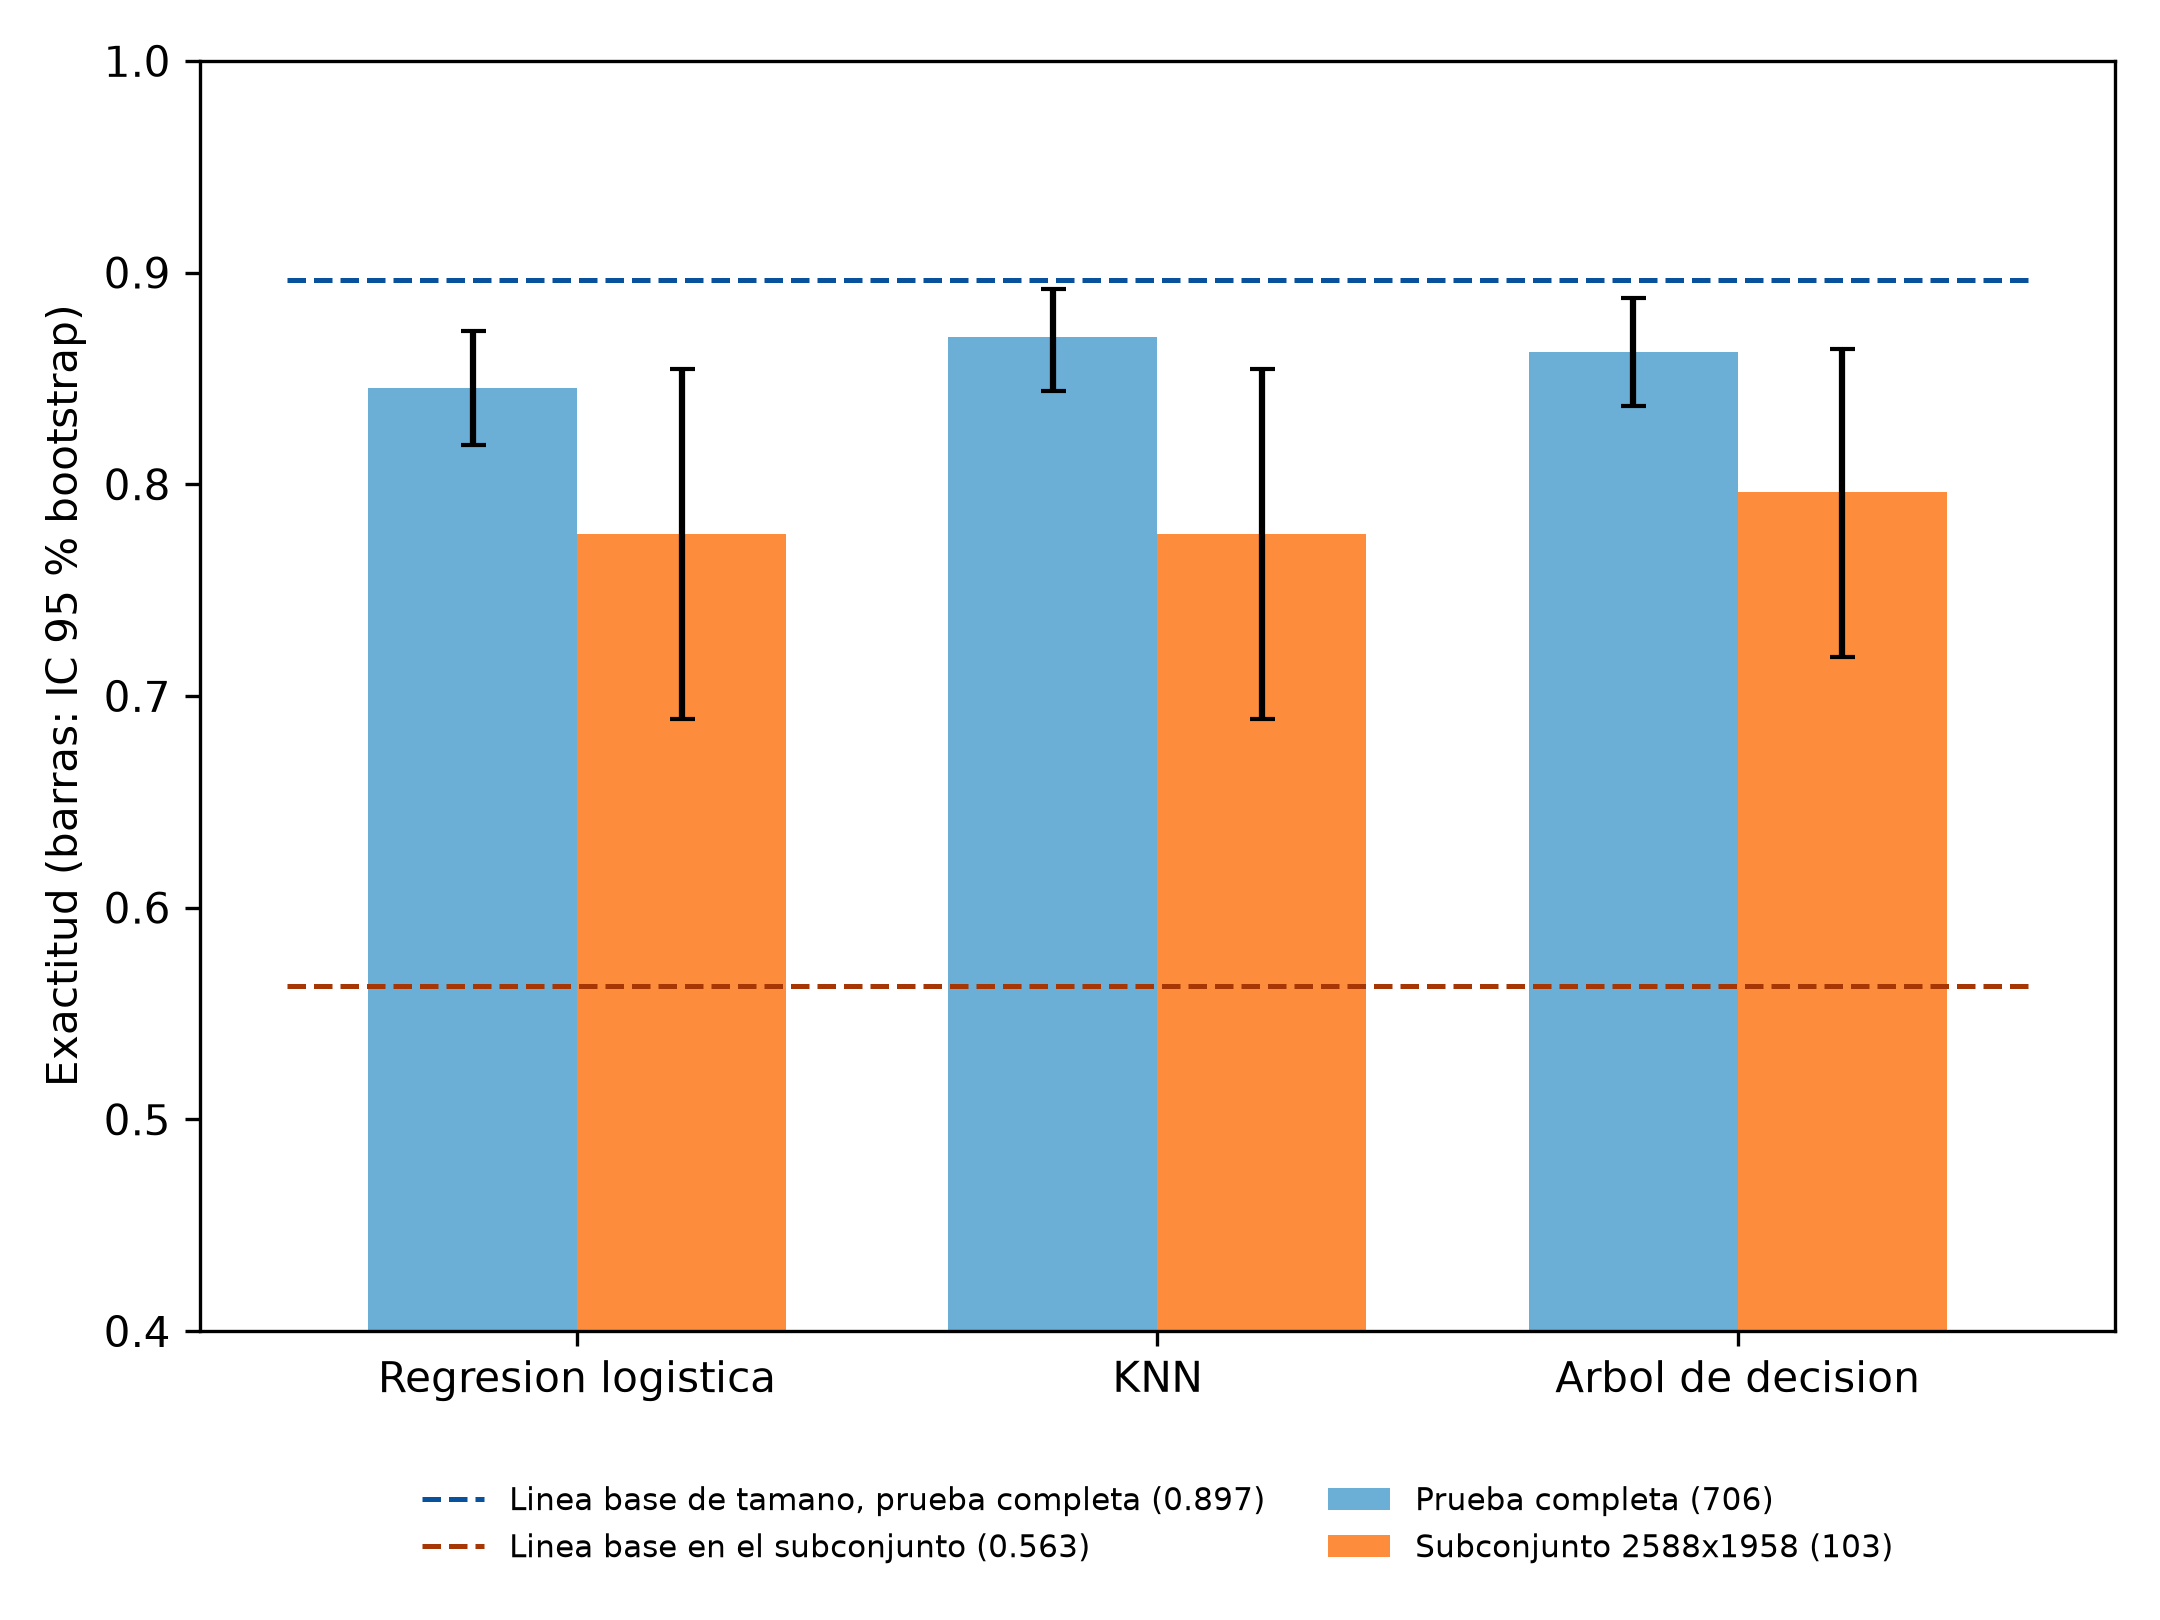 Exactitud (barras: IC 95 % bootstrap)
1.0
0.9
0.8
0.7
0.6
0.5
0.4
Regresion logistica
KNN
Arbol de decision
Linea base de tamano, prueba completa (0.897)
Linea base en el subconjunto (0.563)
Prueba completa (706)
Subconjunto 2588x1958 (103)